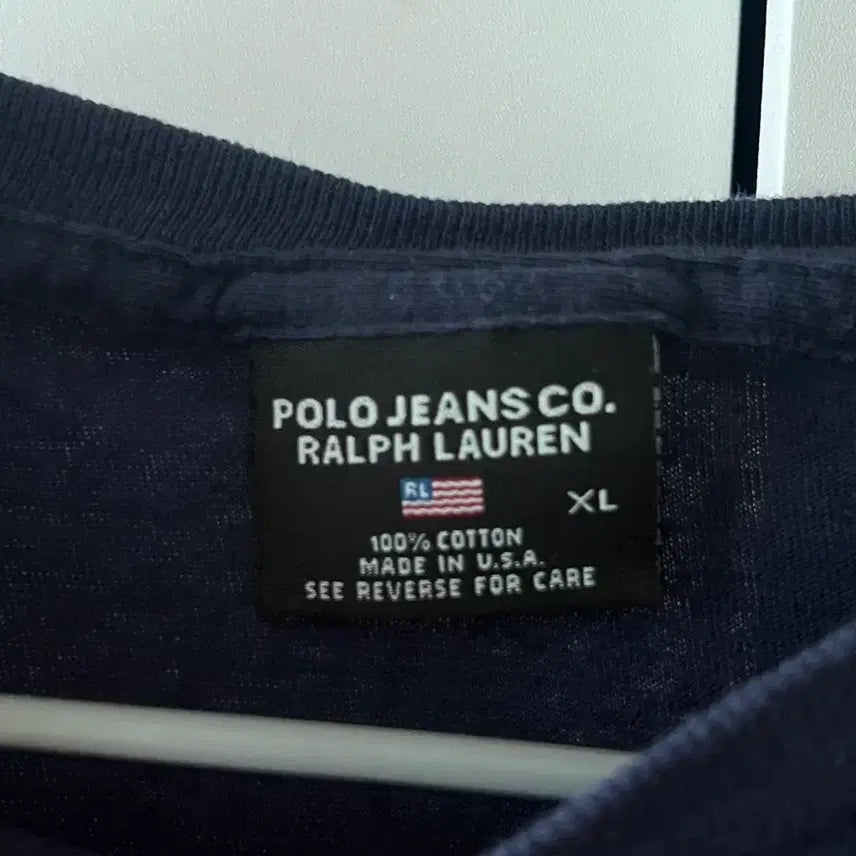 POLO JEANS CO.
RALPH LAUREN
RL
XL
100% COTTON
MADE IN U.S.A.
SEE REVERSE FOR CARE